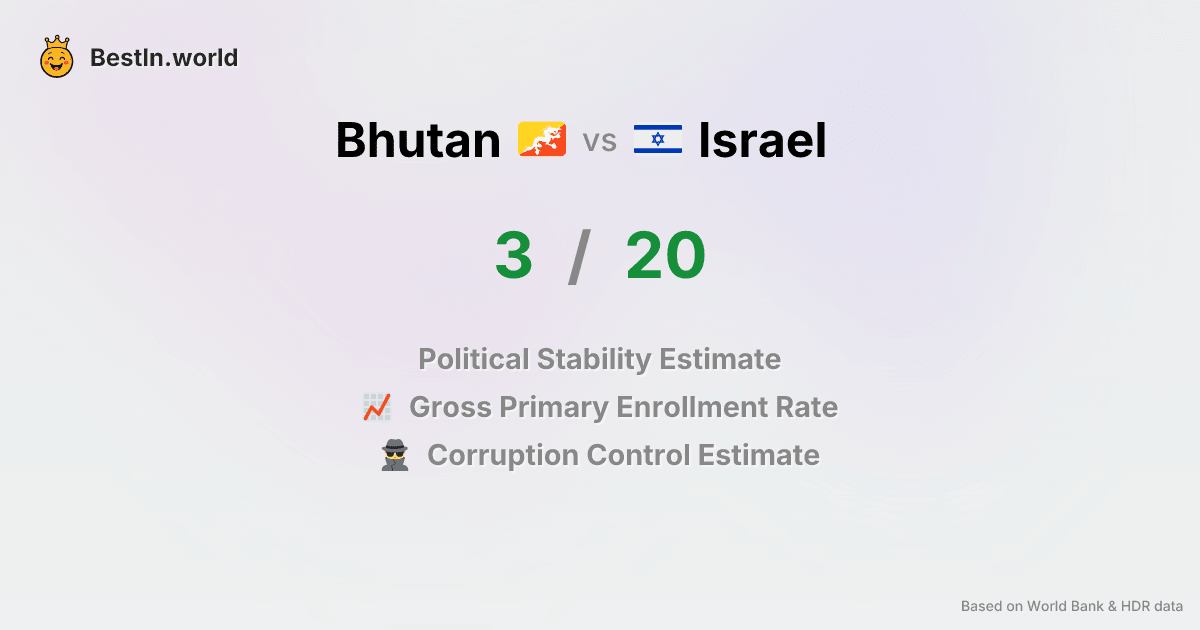 BestIn.world
Bhutan vs Israel
3 / 20
Political Stability Estimate
Gross Primary Enrollment Rate
Corruption Control Estimate
Based on World Bank & HDR data